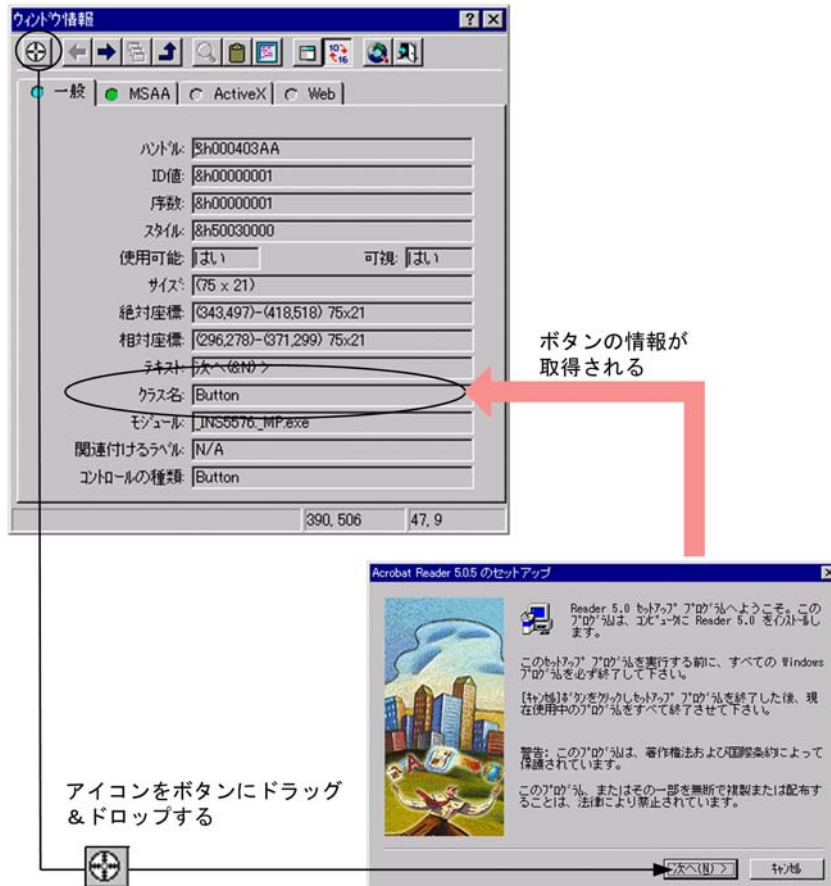 ウィンドウ情報
一般 MSAA ActiveX Web
ハンドル: &h000403AA
ID値: &h00000001
序数: &h00000001
スタイル: &h50030000
使用可能: はい 可視: はい
サイズ: (75 x 21)
絶対座標: (343,497)-(418,518) 75x21
相対座標: (296,278)-(371,299) 75x21
テキスト: 次へ(&N) >
クラス名: Button
モジュール: _INS5576._MP.exe
関連付けるラベル: N/A
コントロールの種類: Button
390, 506 47, 9
ボタンの情報が
取得される
Acrobat Reader 5.0.5 のセットアップ
Reader 5.0 セットアップ プログラムへようこそ。この
プログラムは、コンピュータに Reader 5.0 をインストールし
ます。
このセットアップ プログラムを実行する前に、すべての Windows
プログラムを必ず終了して下さい。
[キャンセル]ボタンをクリックしセットアップ プログラムを終了した後、現
在使用中のプログラムをすべて終了させて下さい。
警告: このプログラムは、著作権法および国際条約によって
保護されています。
このプログラム、またはその一部を無断で複製または配布す
ることは、法律により禁止されています。
次へ(N) > キャンセル
アイコンをボタンにドラッグ
&ドロップする